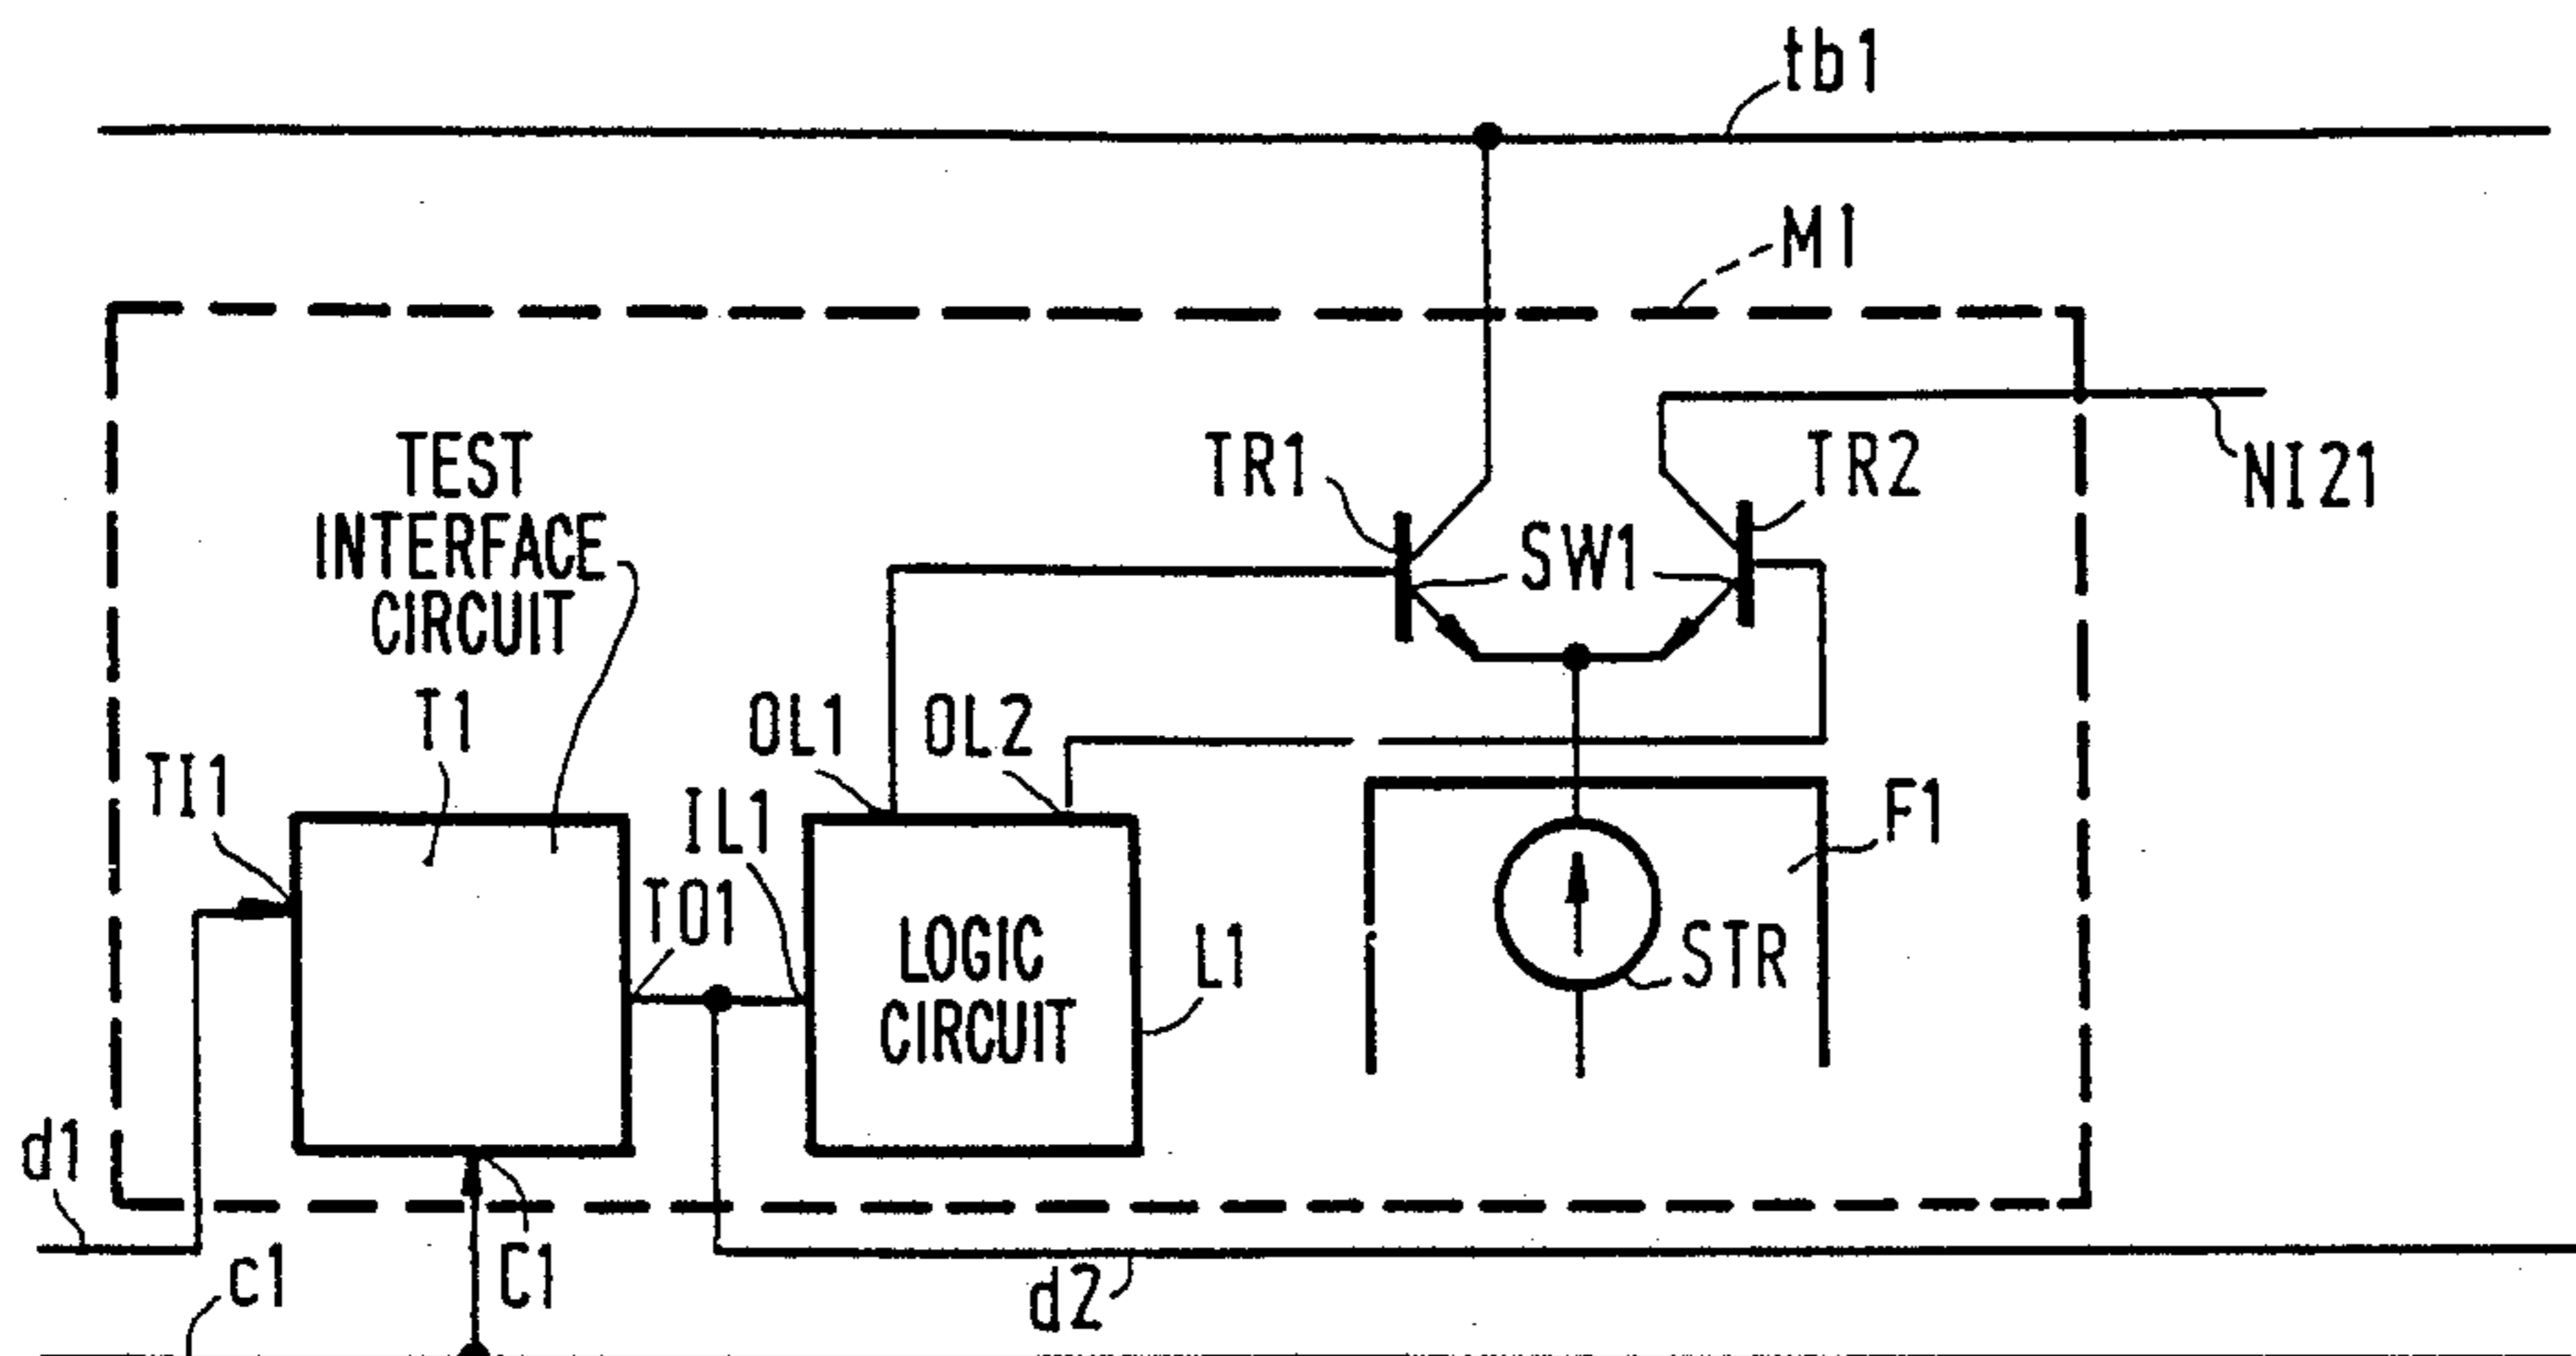 tb1
M1
TEST
INTERFACE
CIRCUIT
TR1
TR2
NI21
SW1
T1
OL1
OL2
TI1
IL1
F1
TO1
LOGIC
CIRCUIT
L1
STR
d1
c1
C1
d2